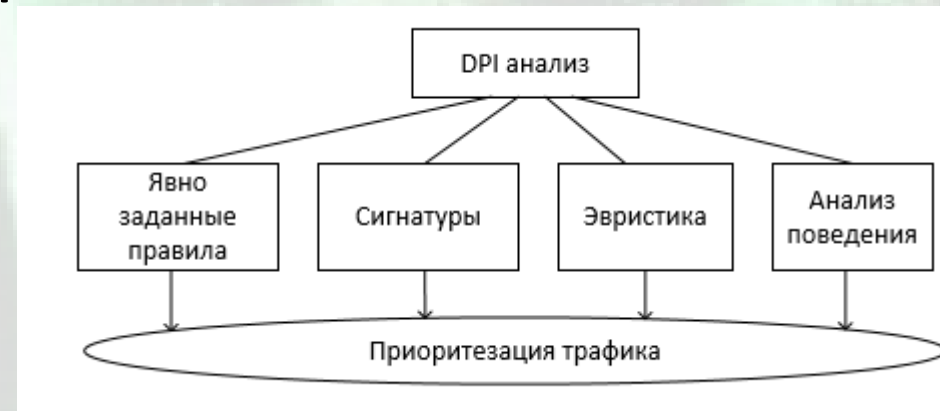 DPI анализ
Явно
заданные
правила
Сигнатуры
Эвристика
Анализ
поведения
Приоритезация трафика